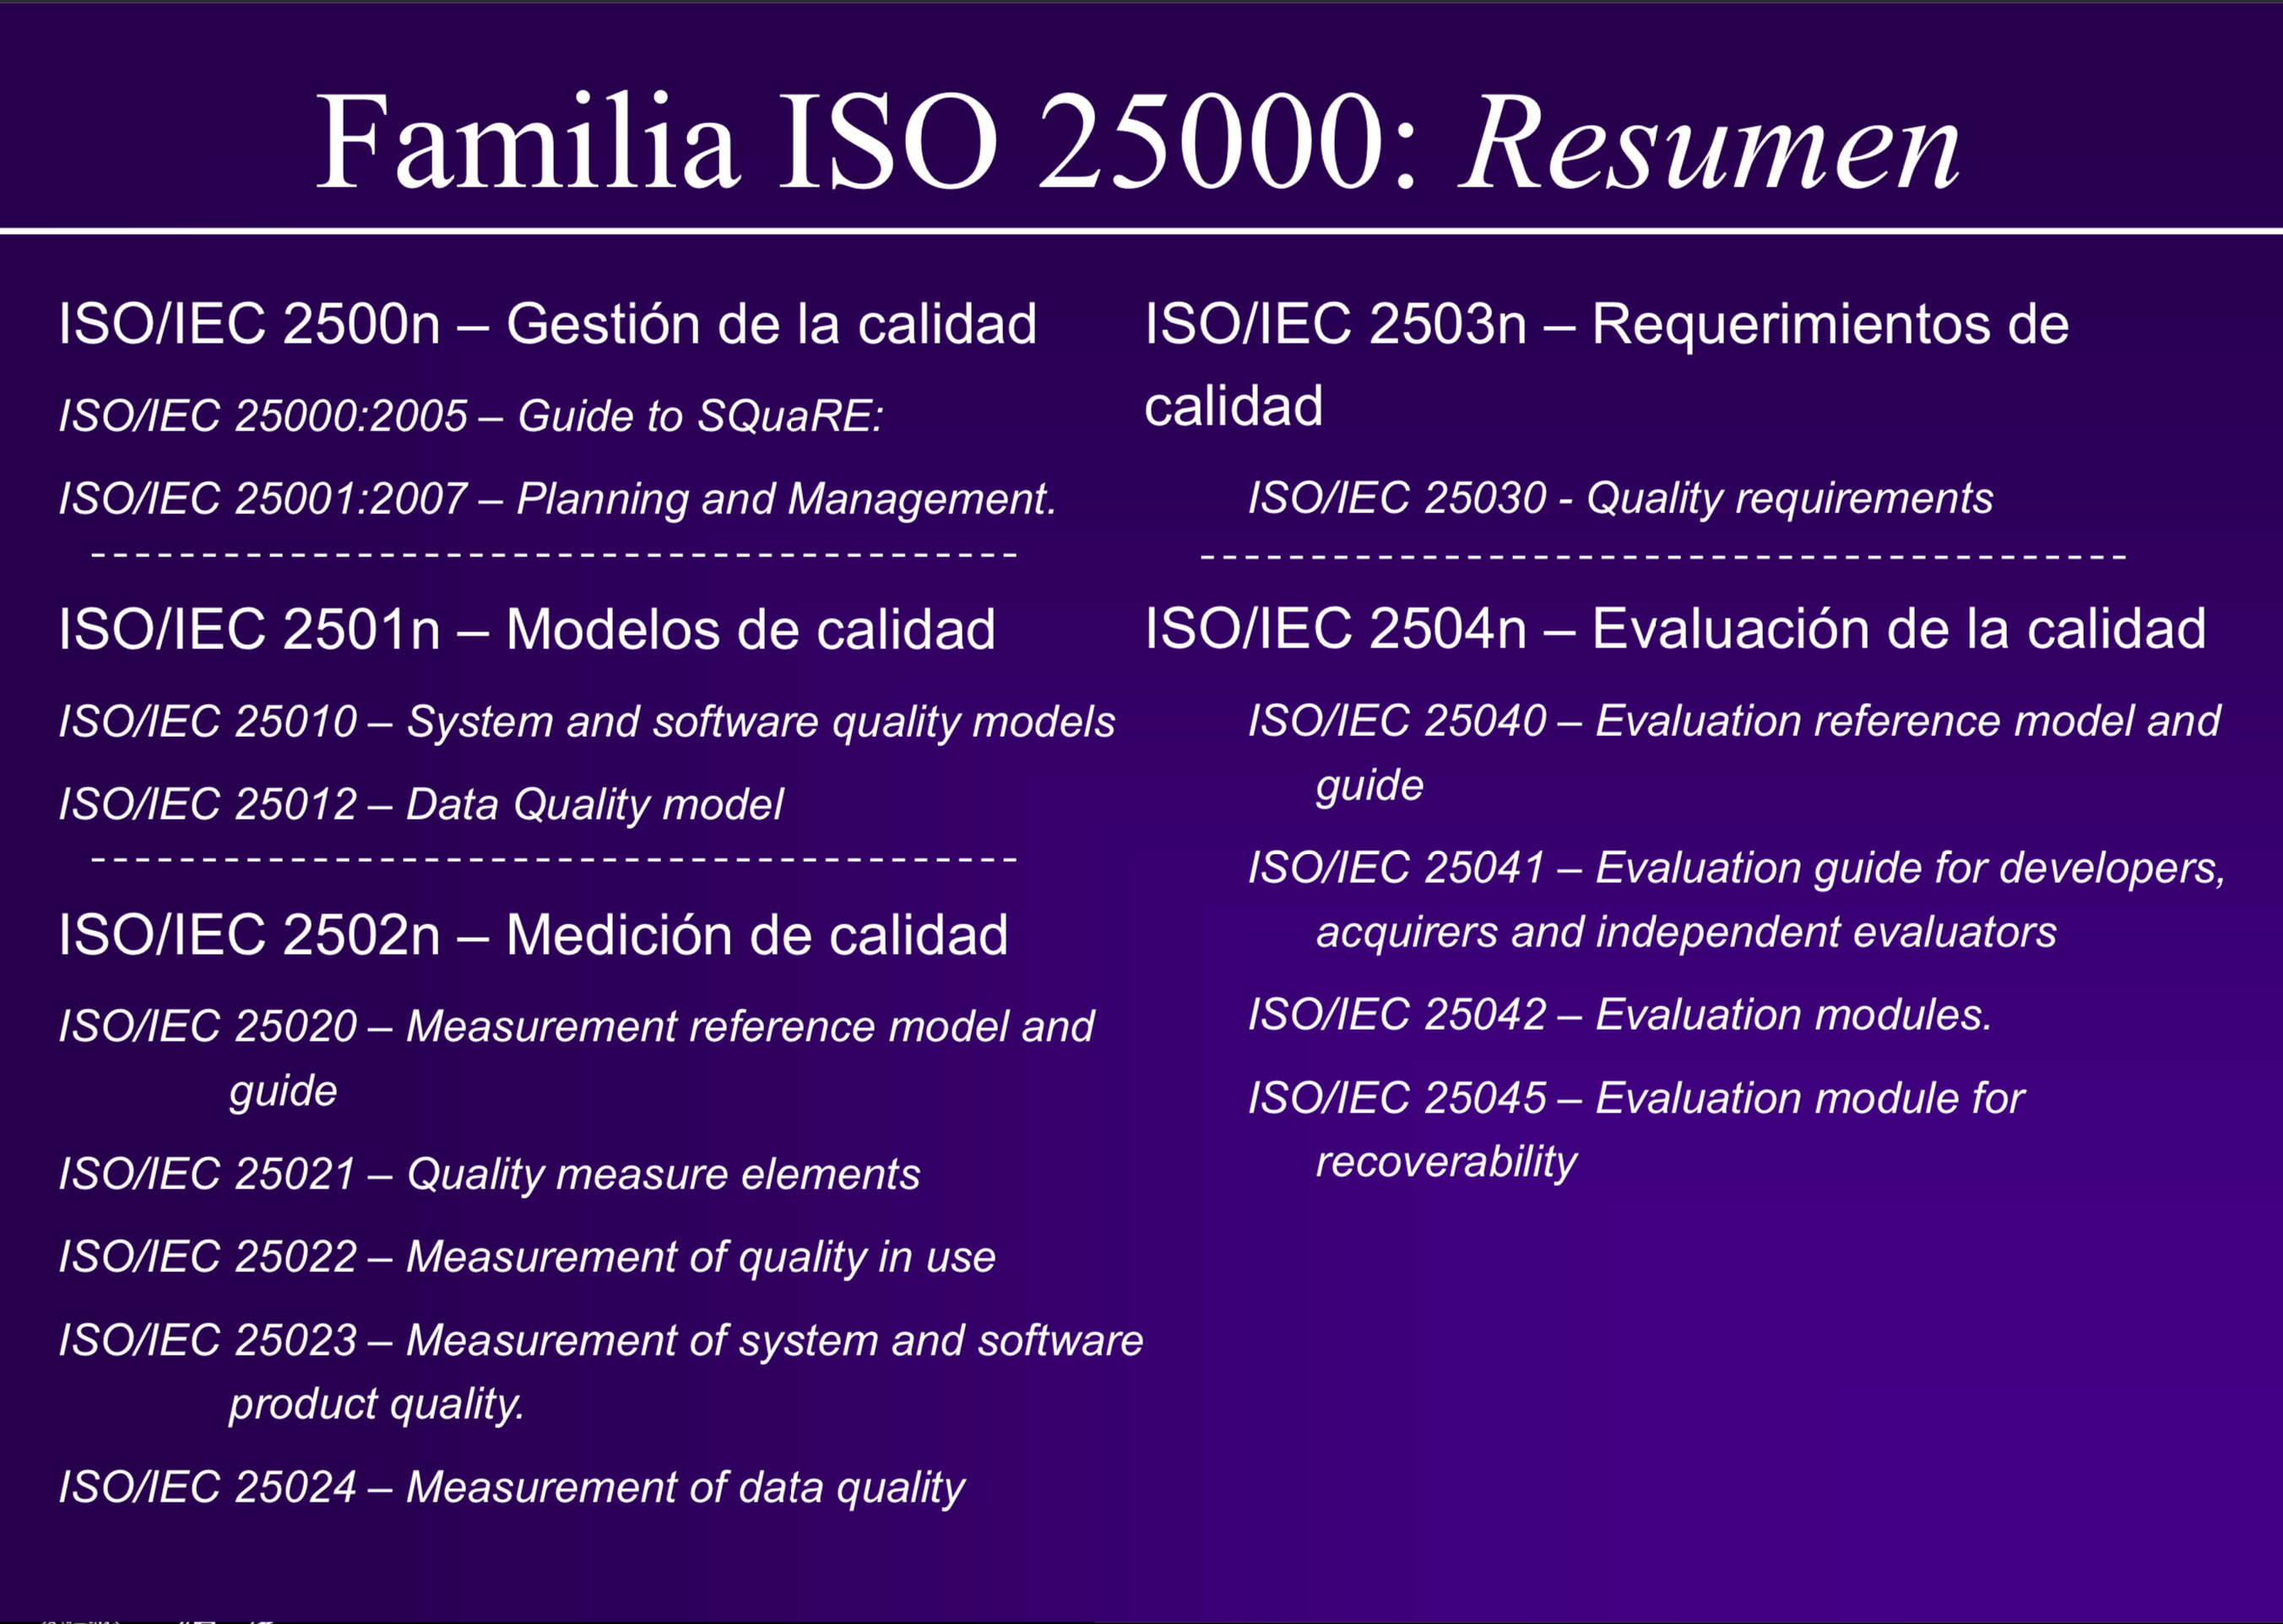 Familia ISO 25000: Resumen
ISO/IEC 2500n – Gestión de la calidad
ISO/IEC 25000:2005 – Guide to SQuaRE:
ISO/IEC 25001:2007 – Planning and Management.
ISO/IEC 2501n – Modelos de calidad
ISO/IEC 25010 – System and software quality models
ISO/IEC 25012 – Data Quality model
ISO/IEC 2502n – Medición de calidad
ISO/IEC 25020 – Measurement reference model and
guide
ISO/IEC 25021 – Quality measure elements
ISO/IEC 25022 – Measurement of quality in use
ISO/IEC 25023 – Measurement of system and software
product quality.
ISO/IEC 25024 – Measurement of data quality
ISO/IEC 2503n – Requerimientos de
calidad
ISO/IEC 25030 - Quality requirements
ISO/IEC 2504n – Evaluación de la calidad
ISO/IEC 25040 – Evaluation reference model and
guide
ISO/IEC 25041 – Evaluation guide for developers,
acquirers and independent evaluators
ISO/IEC 25042 – Evaluation modules.
ISO/IEC 25045 – Evaluation module for
recoverability